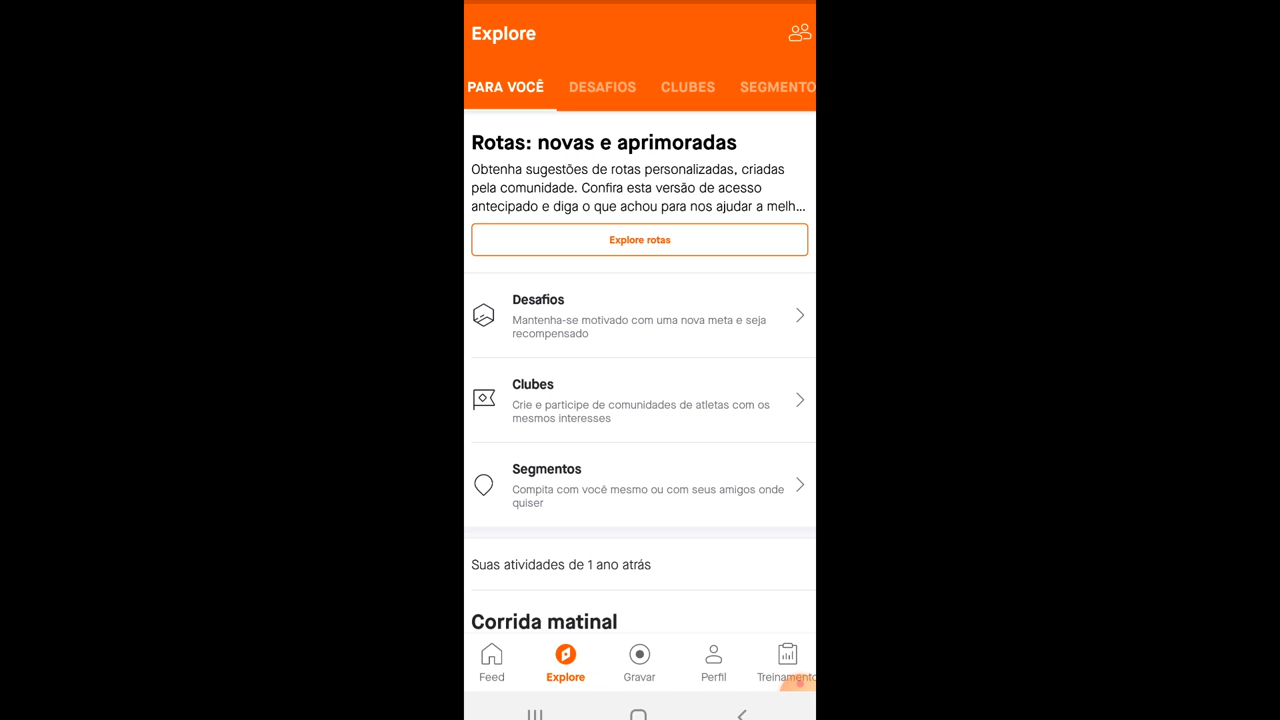 Explore
PARA VOCÊ DESAFIOS CLUBES SEGMENTO
Rotas: novas e aprimoradas
Obtenha sugestões de rotas personalizadas, criadas
pela comunidade. Confira esta versão de acesso
antecipado e diga o que achou para nos ajudar a melh...
Explore rotas
Desafios
Mantenha-se motivado com uma nova meta e seja
recompensado
Clubes
Crie e participe de comunidades de atletas com os
mesmos interesses
Segmentos
Compita com você mesmo ou com seus amigos onde
quiser
Suas atividades de 1 ano atrás
Corrida matinal
Feed Explore Gravar Perfil Treinamento